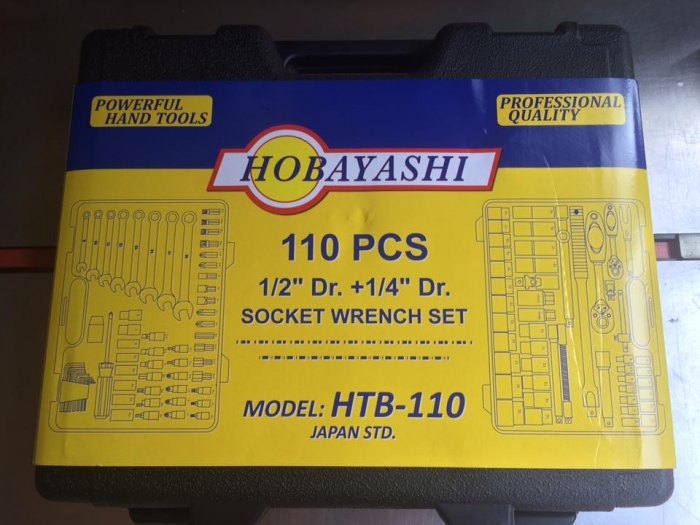 POWERFUL
HAND TOOLS
PROFESSIONAL
QUALITY
HOBAYASHI
110 PCS
1/2" Dr. +1/4" Dr.
SOCKET WRENCH SET
MODEL: HTB-110
JAPAN STD.